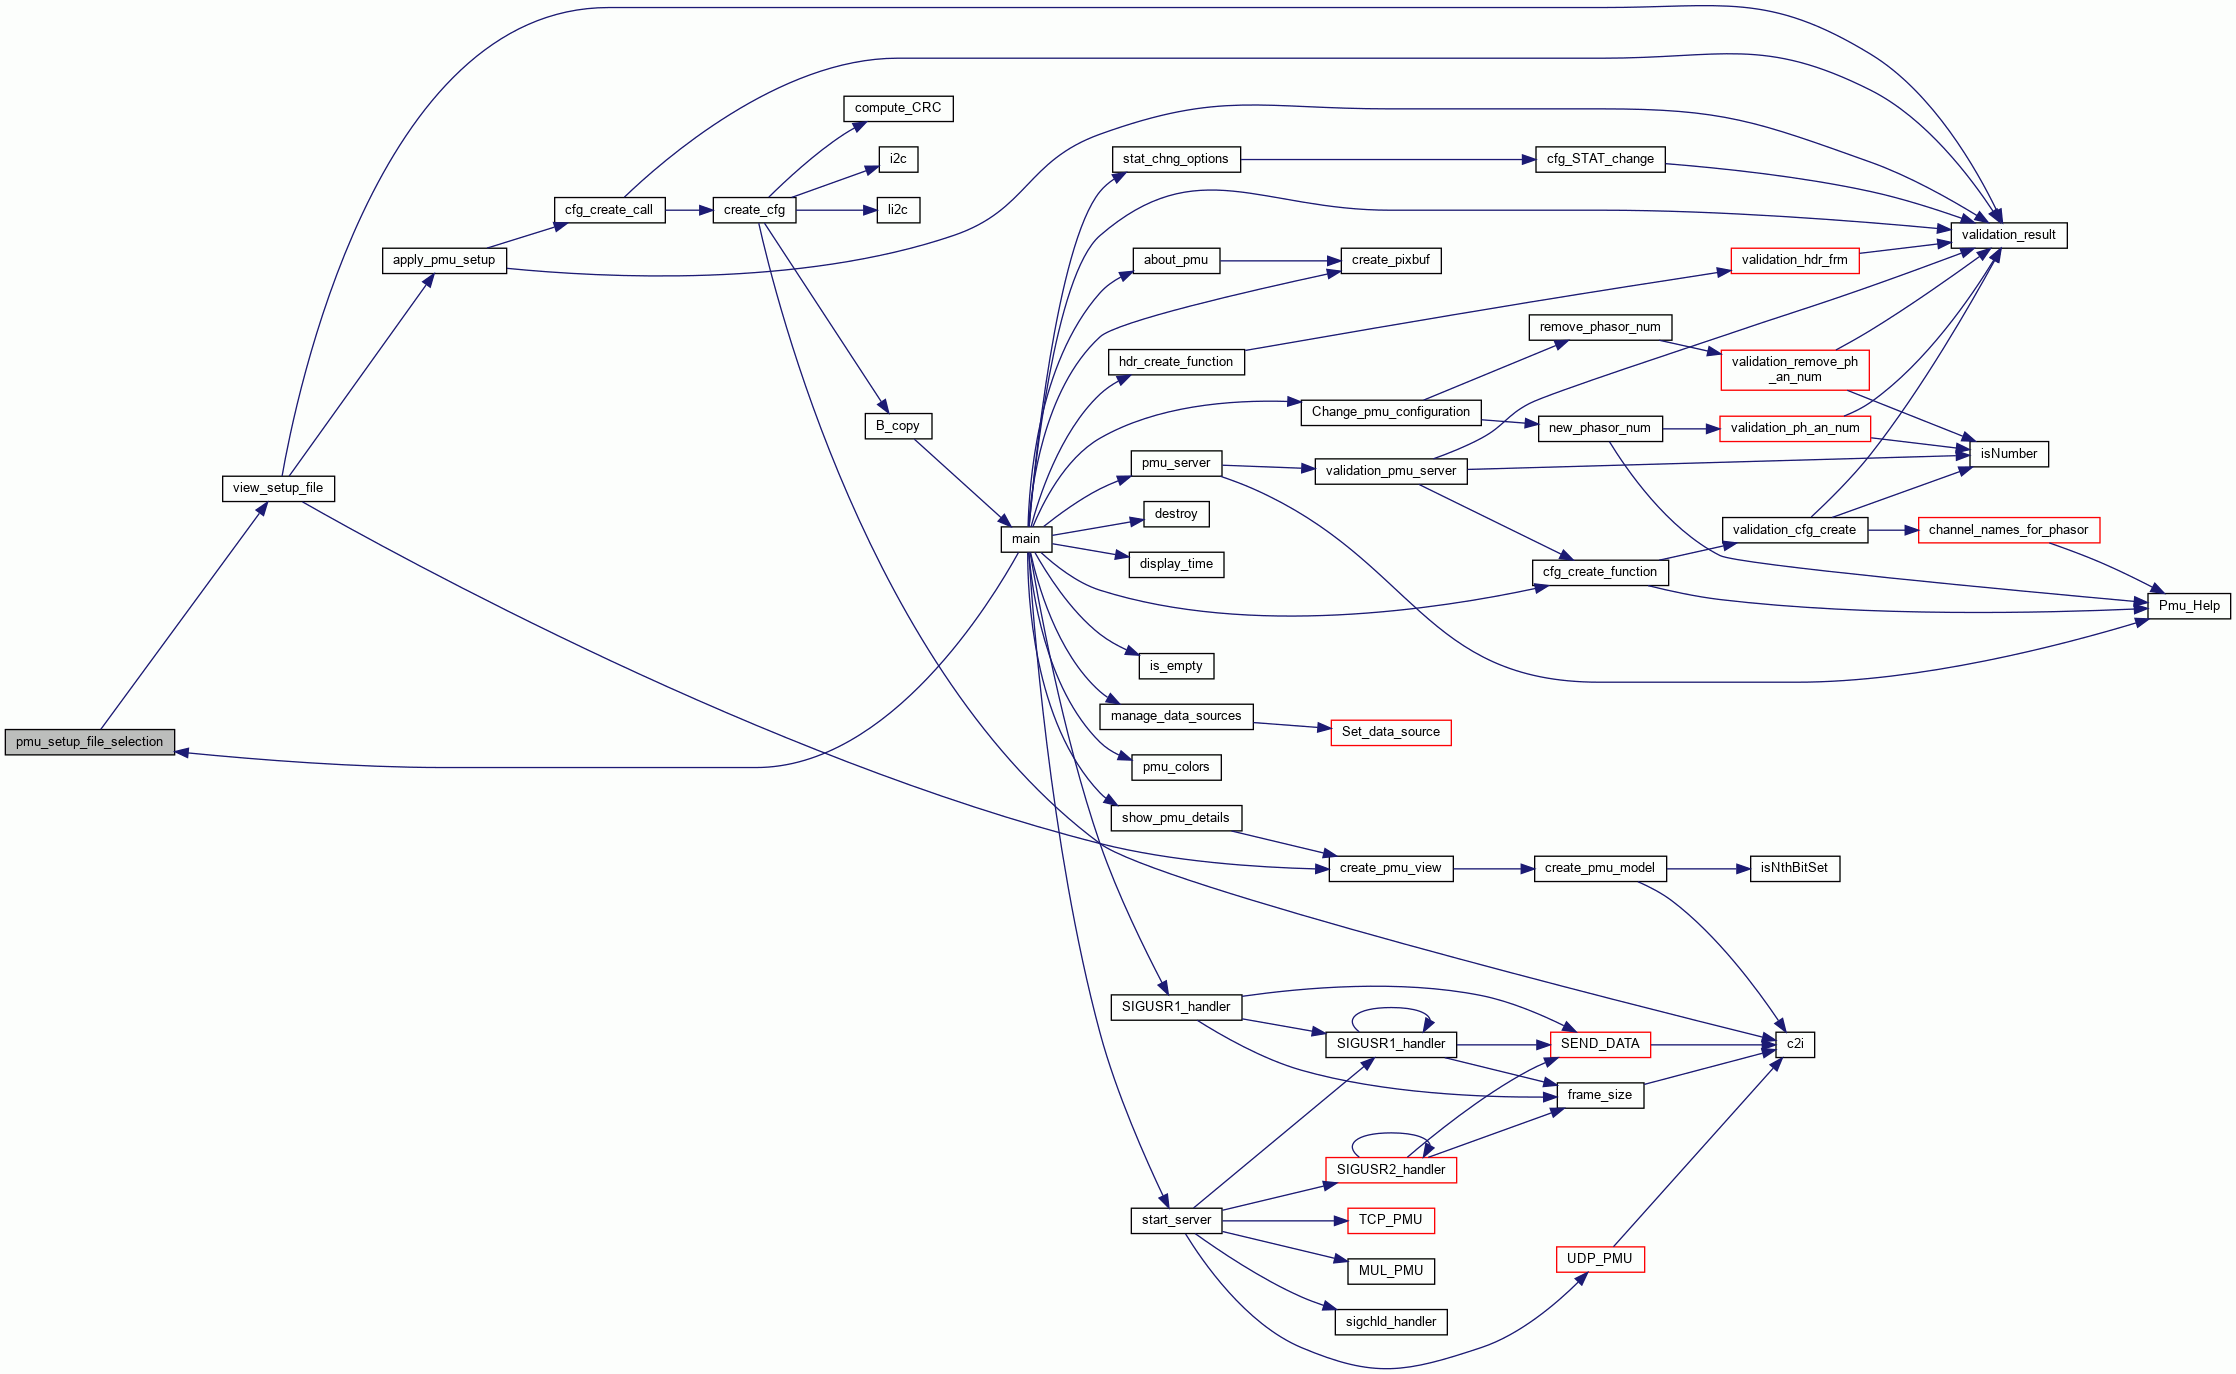 compute_CRC
i2c
stat_chng_options
cfg_STAT_change
cfg_create_call
create_cfg
li2c
validation_result
apply_pmu_setup
about_pmu
create_pixbuf
validation_hdr_frm
remove_phasor_num
hdr_create_function
validation_remove_ph
_an_num
Change_pmu_configuration
B_copy
new_phasor_num
validation_ph_an_num
isNumber
pmu_server
validation_pmu_server
view_setup_file
destroy
validation_cfg_create
channel_names_for_phasor
main
display_time
cfg_create_function
Pmu_Help
is_empty
manage_data_sources
Set_data_source
pmu_setup_file_selection
pmu_colors
show_pmu_details
create_pmu_view
create_pmu_model
isNthBitSet
SIGUSR1_handler
SIGUSR1_handler
SEND_DATA
c2i
frame_size
SIGUSR2_handler
start_server
TCP_PMU
UDP_PMU
MUL_PMU
sigchld_handler